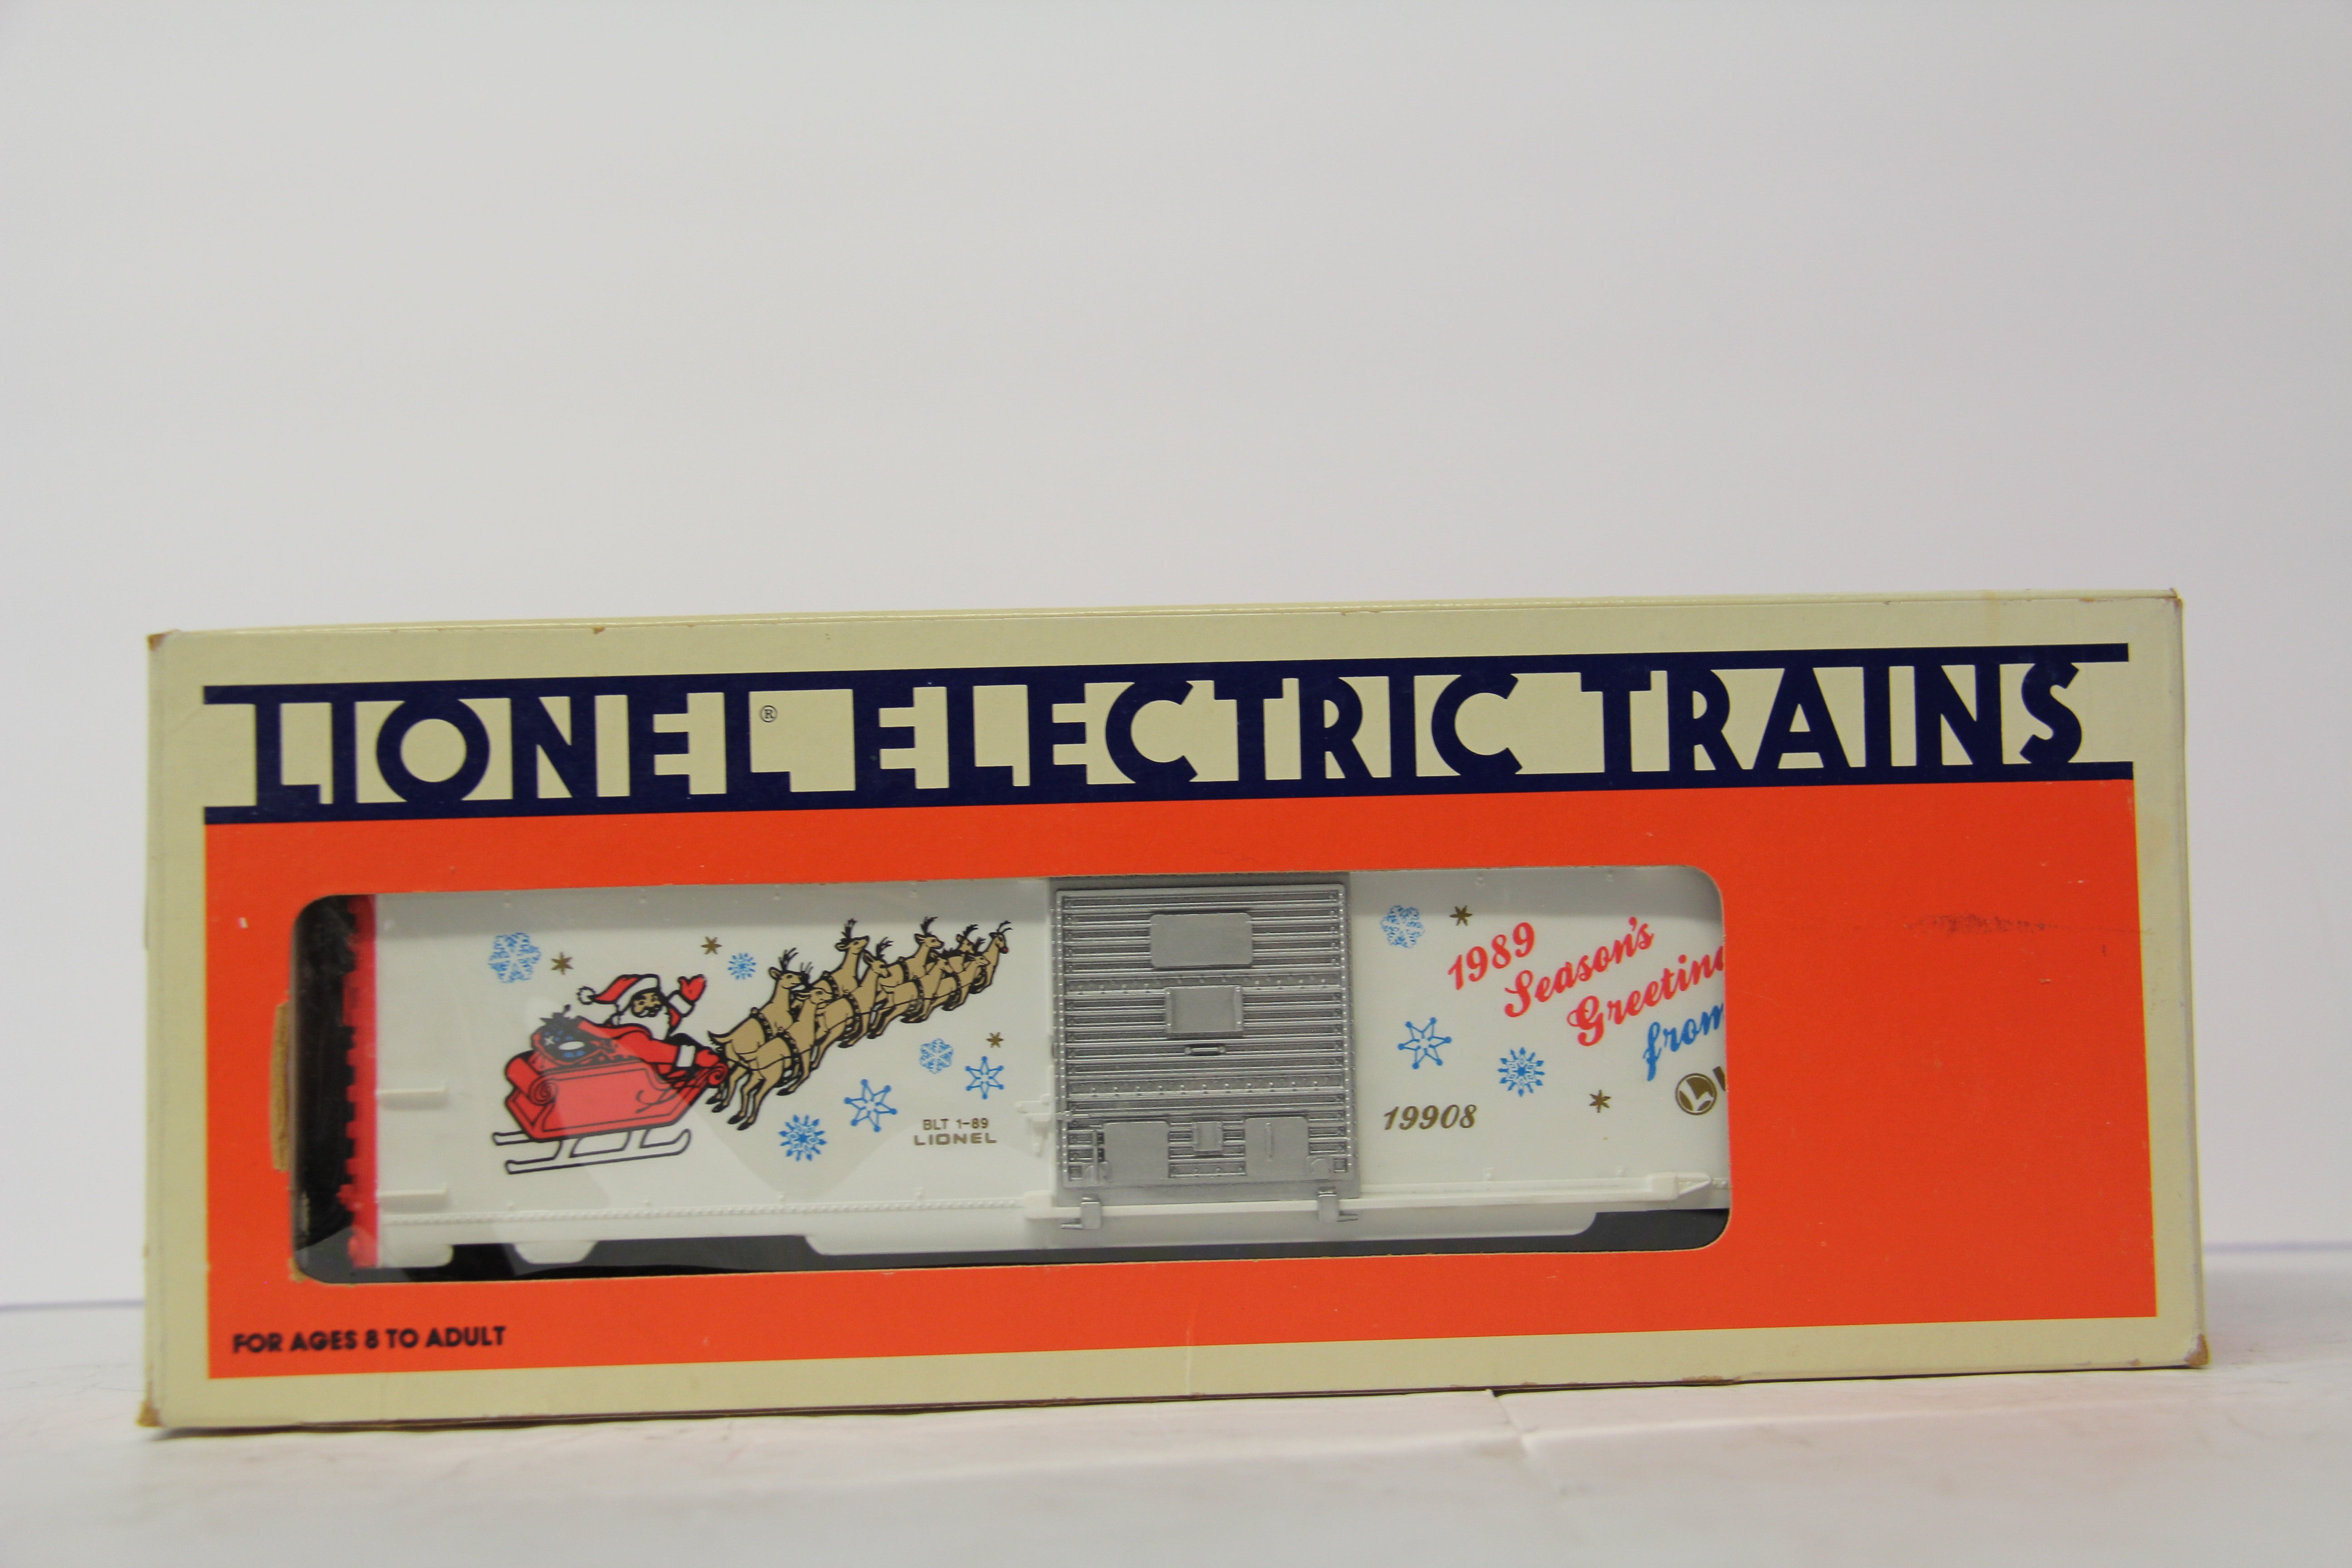 LIONEL® ELECTRIC TRAINS
BLT 1-89
LIONEL
1989
Season's
Greeting
from
19908
FOR AGES 8 TO ADULT